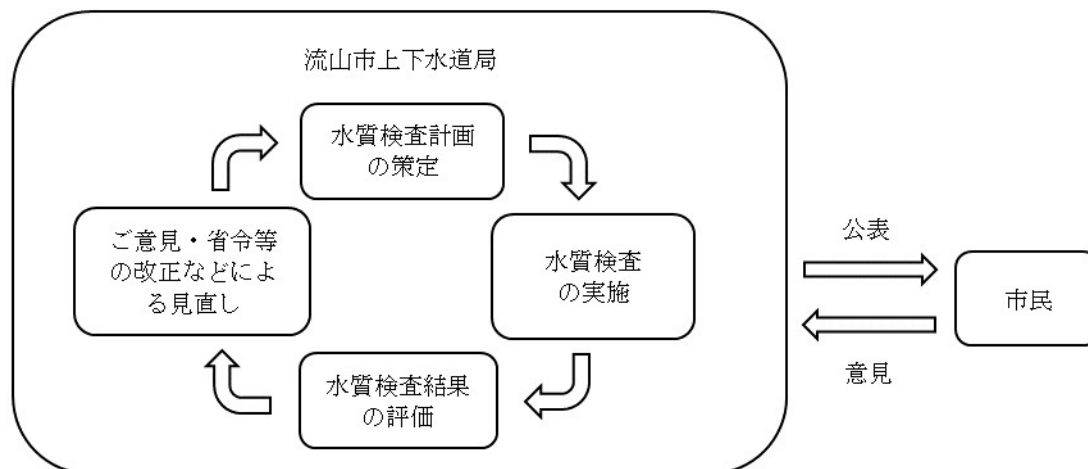 流山市上下水道局
水質検査計画
の策定
ご意見・省令等
の改正などによ
る見直し
水質検査
の実施
水質検査結果
の評価
公表
意見
市民